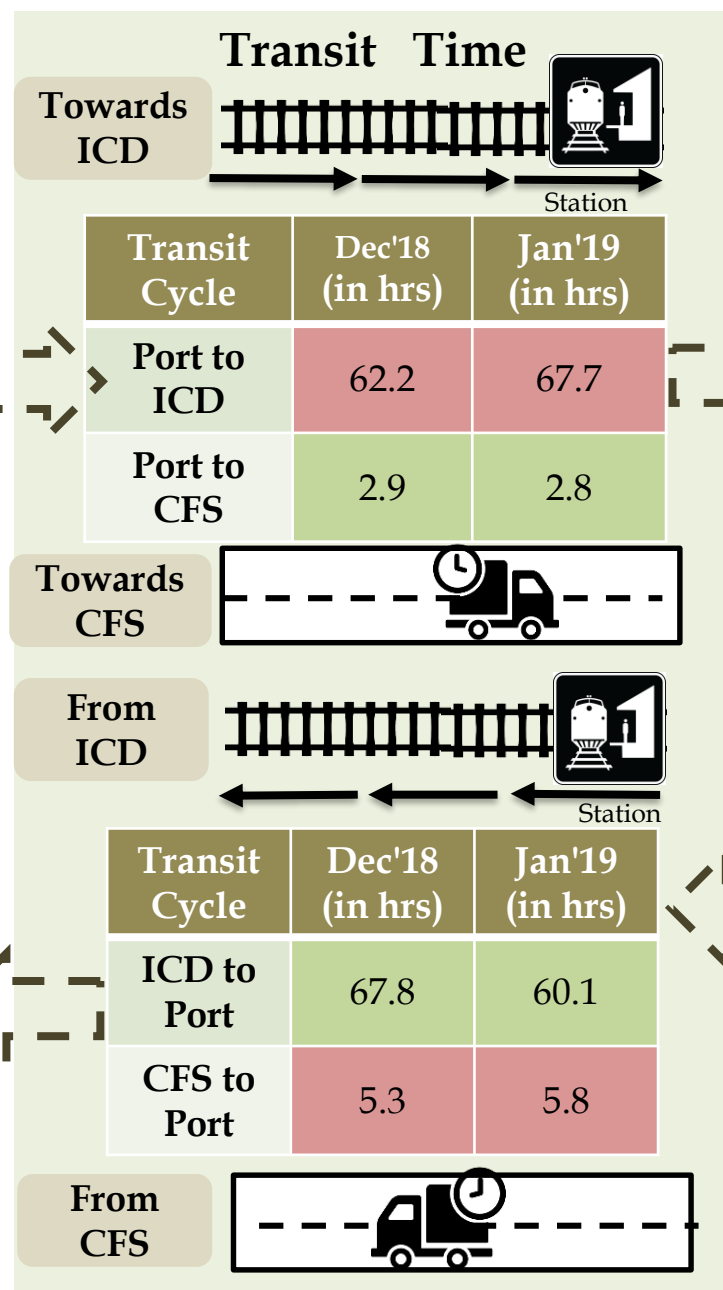 Transit Time
Towards
ICD
Station
Transit
Cycle
Dec'18
(in hrs)
Jan'19
(in hrs)
Port to
ICD
62.2
67.7
Port to
CFS
2.9
2.8
Towards
CFS
From
ICD
Station
Transit
Cycle
Dec'18
(in hrs)
Jan'19
(in hrs)
ICD to
Port
67.8
60.1
CFS to
Port
5.3
5.8
From
CFS